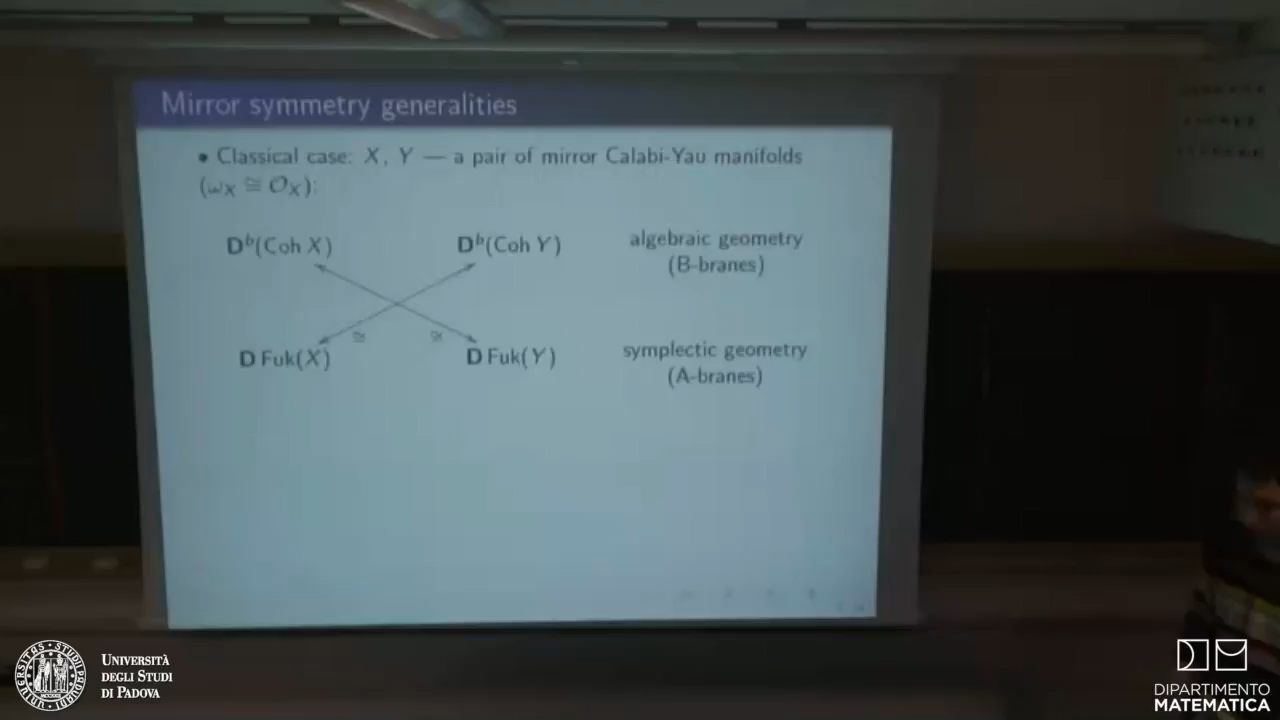 Mirror symmetry generalities
• Classical case: X, Y — a pair of mirror Calabi-Yau manifolds
(ω_X ≅ O_X):
D^b(Coh X) D^b(Coh Y) algebraic geometry
(B-branes)
≅ ≅
D Fuk(X) D Fuk(Y) symplectic geometry
(A-branes)
UNIVERSITÀ
DEGLI STUDI
DI PADOVA
DIPARTIMENTO
MATEMATICA